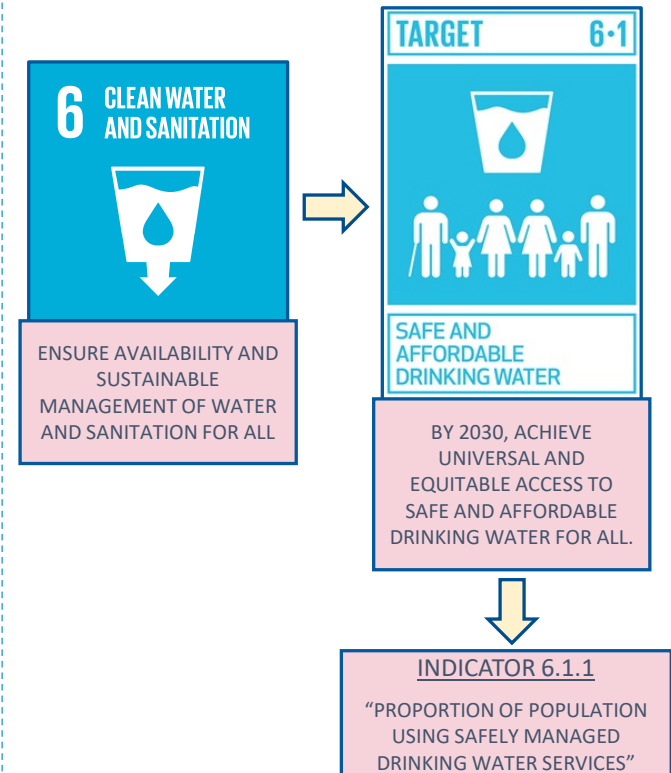 6 CLEAN WATER
AND SANITATION
ENSURE AVAILABILITY AND
SUSTAINABLE
MANAGEMENT OF WATER
AND SANITATION FOR ALL
TARGET 6·1
SAFE AND
AFFORDABLE
DRINKING WATER
BY 2030, ACHIEVE
UNIVERSAL AND
EQUITABLE ACCESS TO
SAFE AND AFFORDABLE
DRINKING WATER FOR ALL.
INDICATOR 6.1.1
“PROPORTION OF POPULATION
USING SAFELY MANAGED
DRINKING WATER SERVICES”